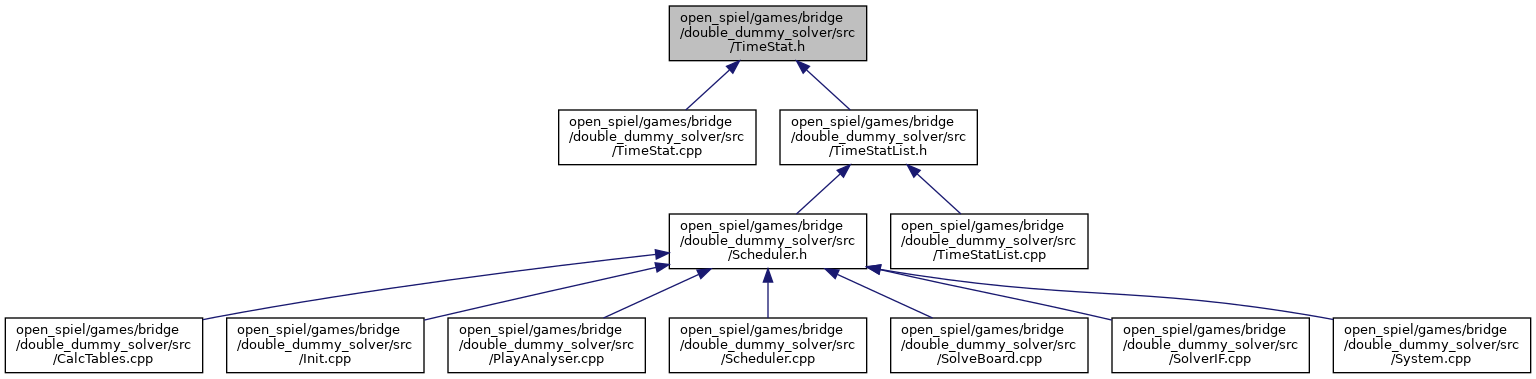 open_spiel/games/bridge
/double_dummy_solver/src
/TimeStat.h
open_spiel/games/bridge
/double_dummy_solver/src
/TimeStat.cpp
open_spiel/games/bridge
/double_dummy_solver/src
/TimeStatList.h
open_spiel/games/bridge
/double_dummy_solver/src
/Scheduler.h
open_spiel/games/bridge
/double_dummy_solver/src
/TimeStatList.cpp
open_spiel/games/bridge
/double_dummy_solver/src
/CalcTables.cpp
open_spiel/games/bridge
/double_dummy_solver/src
/Init.cpp
open_spiel/games/bridge
/double_dummy_solver/src
/PlayAnalyser.cpp
open_spiel/games/bridge
/double_dummy_solver/src
/Scheduler.cpp
open_spiel/games/bridge
/double_dummy_solver/src
/SolveBoard.cpp
open_spiel/games/bridge
/double_dummy_solver/src
/SolverIF.cpp
open_spiel/games/bridge
/double_dummy_solver/src
/System.cpp